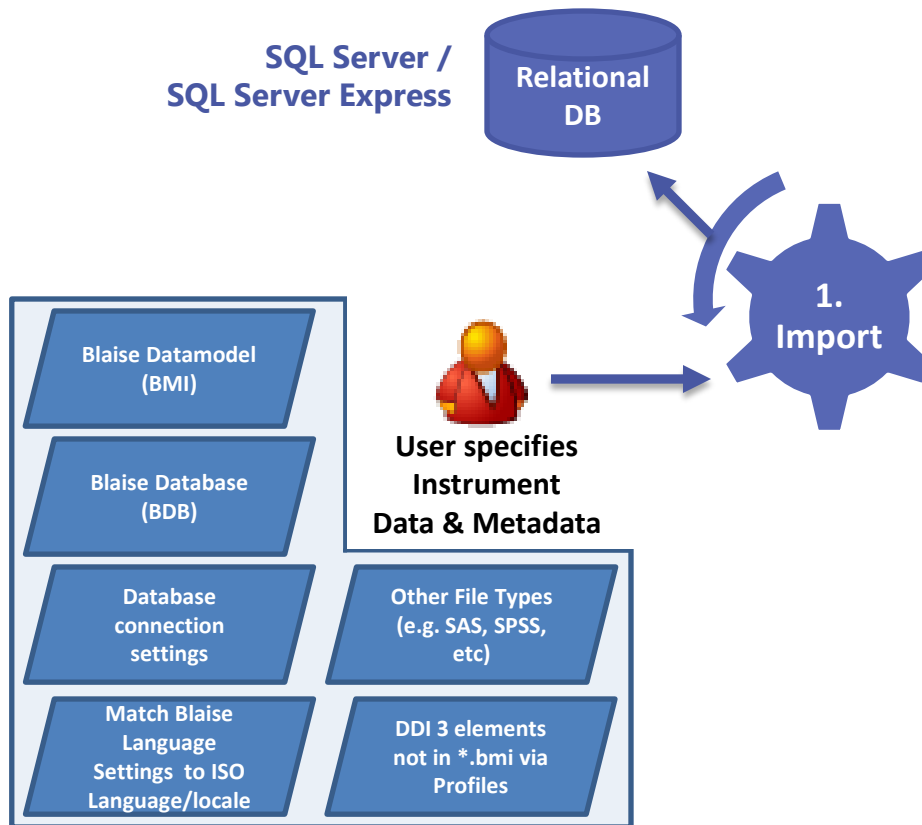 SQL Server /
SQL Server Express
Relational
DB
1.
Import
Blaise Datamodel
(BMI)
User specifies
Instrument
Data & Metadata
Blaise Database
(BDB)
Database
connection
settings
Other File Types
(e.g. SAS, SPSS,
etc)
Match Blaise
Language
Settings to ISO
Language/locale
DDI 3 elements
not in *.bmi via
Profiles